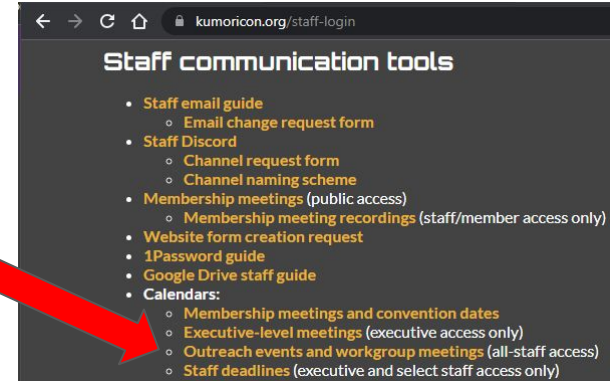 kumoricon.org/staff-login
Staff communication tools
• Staff email guide
◦ Email change request form
• Staff Discord
◦ Channel request form
◦ Channel naming scheme
• Membership meetings (public access)
◦ Membership meeting recordings (staff/member access only)
• Website form creation request
• 1Password guide
• Google Drive staff guide
• Calendars:
◦ Membership meetings and convention dates
◦ Executive-level meetings (executive access only)
◦ Outreach events and workgroup meetings (all-staff access)
◦ Staff deadlines (executive and select staff access only)